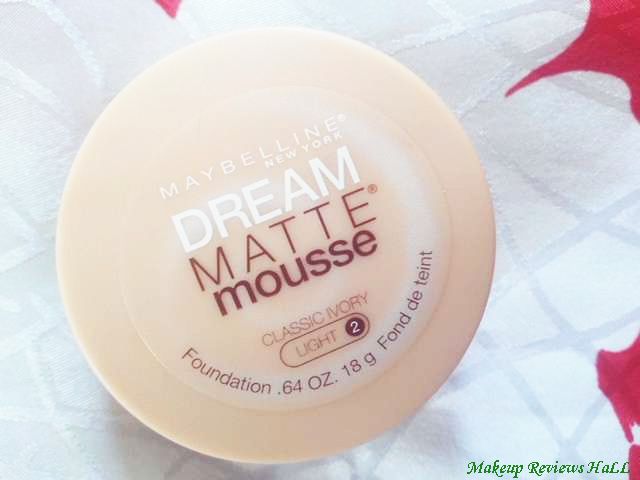 MAYBELLINE®
NEW YORK
DREAM
MATTE®
mousse
CLASSIC IVORY
LIGHT 2
Foundation .64 OZ. 18 g Fond de teint
Makeup Reviews HaLL